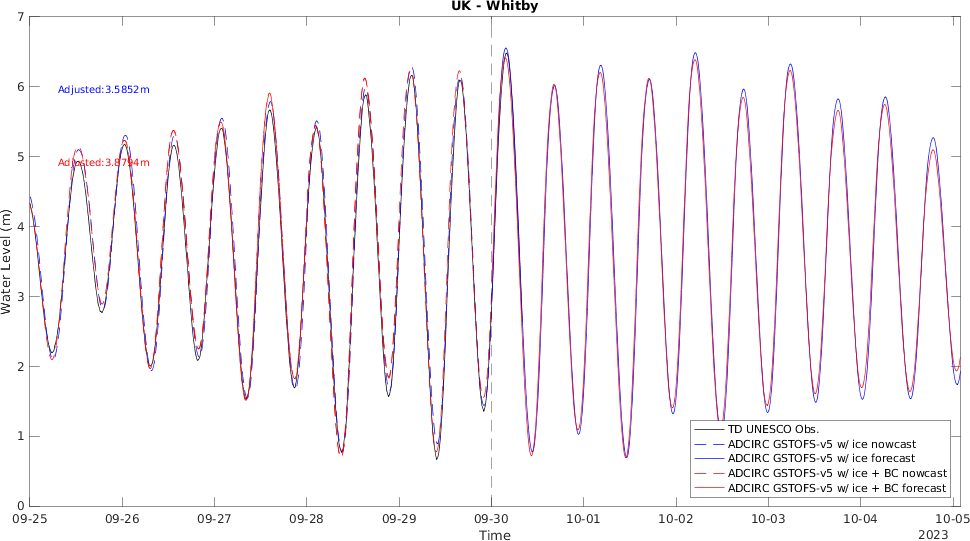 UK - Whitby
7
6
5
4
3
2
1
0
Water Level (m)
Adjusted:3.5852m
Adjusted:3.8794m
TD UNESCO Obs.
ADCIRC GSTOFS-v5 w/ ice nowcast
ADCIRC GSTOFS-v5 w/ ice forecast
ADCIRC GSTOFS-v5 w/ ice + BC nowcast
ADCIRC GSTOFS-v5 w/ ice + BC forecast
09-25 09-26 09-27 09-28 09-29 09-30 10-01 10-02 10-03 10-04 10-05
Time
2023